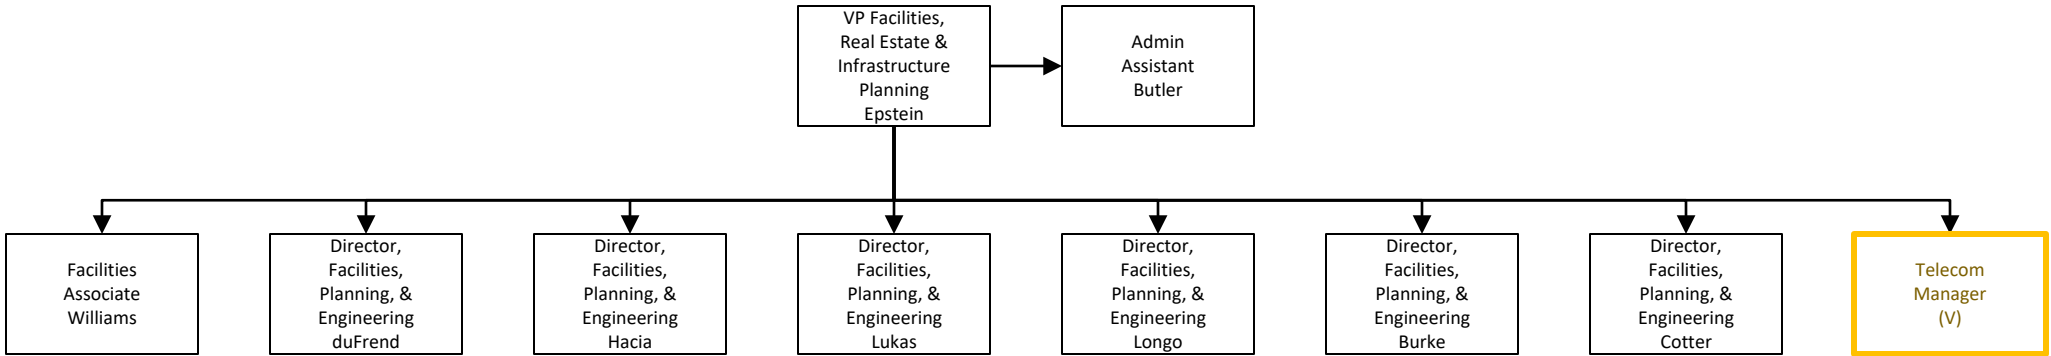 VP Facilities,
Real Estate &
Infrastructure
Planning
Epstein
Admin
Assistant
Butler
Facilities
Associate
Williams
Director,
Facilities,
Planning, &
Engineering
duFrend
Director,
Facilities,
Planning, &
Engineering
Hacia
Director,
Facilities,
Planning, &
Engineering
Lukas
Director,
Facilities,
Planning, &
Engineering
Longo
Director,
Facilities,
Planning, &
Engineering
Burke
Director,
Facilities,
Planning, &
Engineering
Cotter
Telecom
Manager
(V)